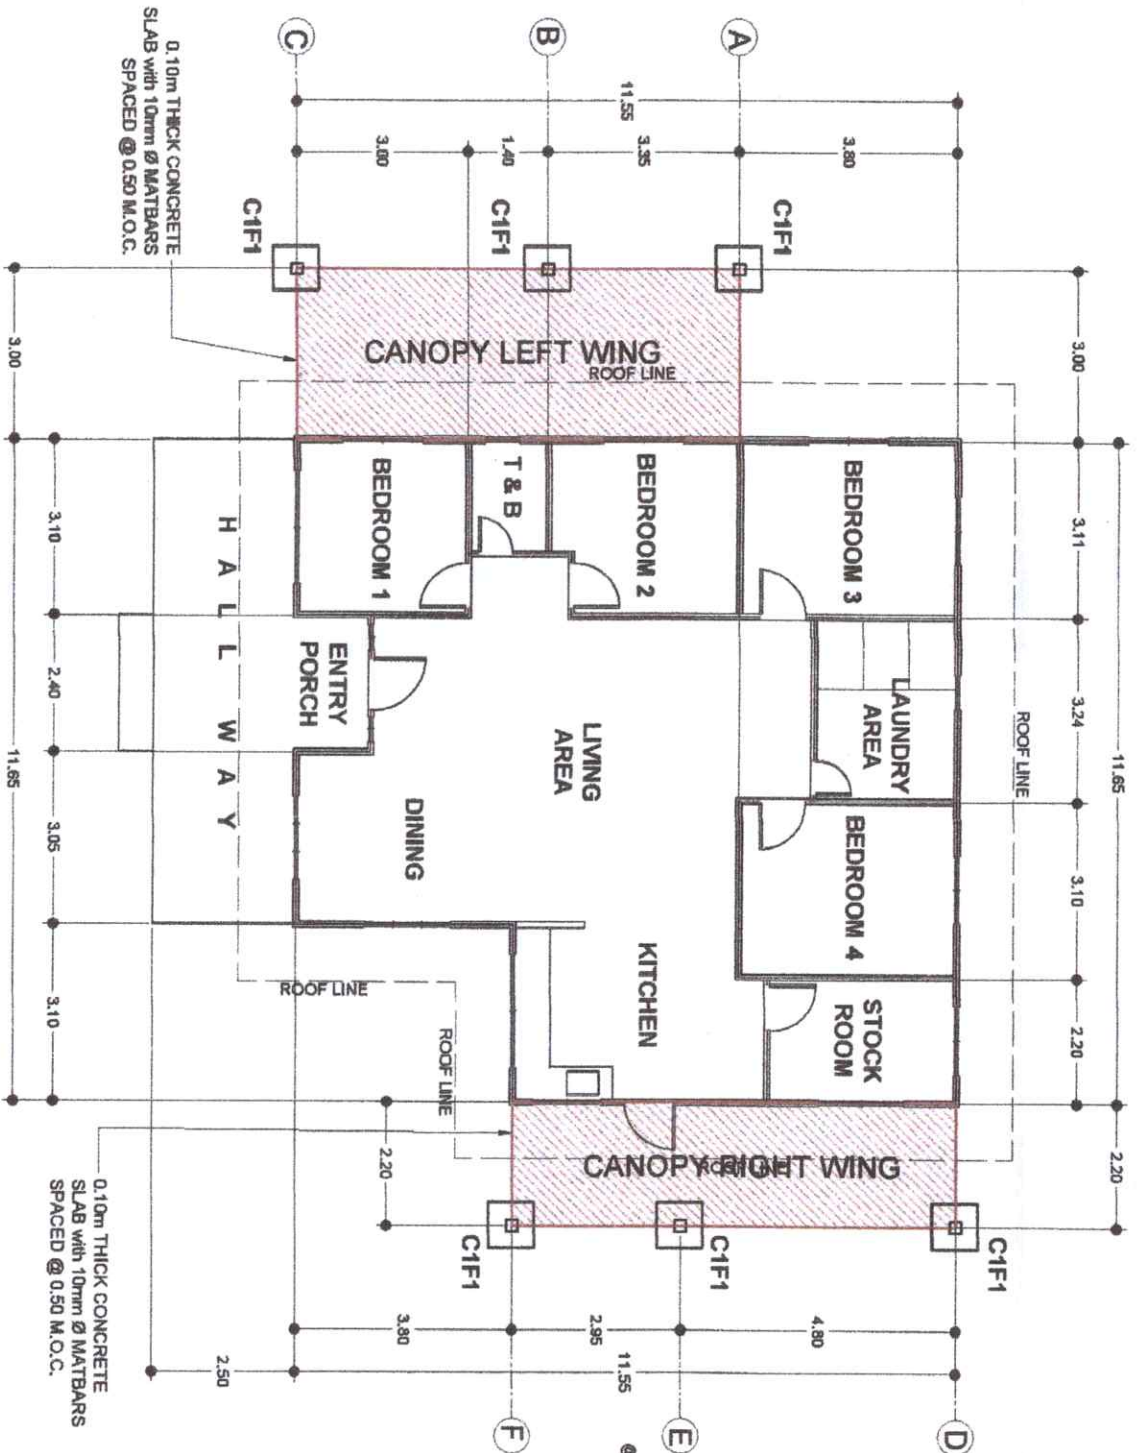 C
B
A
11.55
3.00
1.40
3.35
3.80
C1F1
C1F1
C1F1
0.10m THICK CONCRETE
SLAB with 10mm Ø MATBARS
SPACED @ 0.50 M.O.C.
3.00
3.00
CANOPY LEFT WING
ROOF LINE
BEDROOM 1
T & B
BEDROOM 2
BEDROOM 3
HALLWAY
ENTRY
PORCH
LIVING
AREA
LAUNDRY
AREA
ROOF LINE
DINING
KITCHEN
BEDROOM 4
STOCK
ROOM
3.10
2.40
3.05
3.10
11.65
3.11
3.24
3.10
2.20
11.65
2.20
ROOF LINE
ROOF LINE
2.20
CANOPY RIGHT WING
ROOF LINE
C1F1
C1F1
C1F1
0.10m THICK CONCRETE
SLAB with 10mm Ø MATBARS
SPACED @ 0.50 M.O.C.
3.80
2.95
4.80
2.50
11.55
F
E
D
@